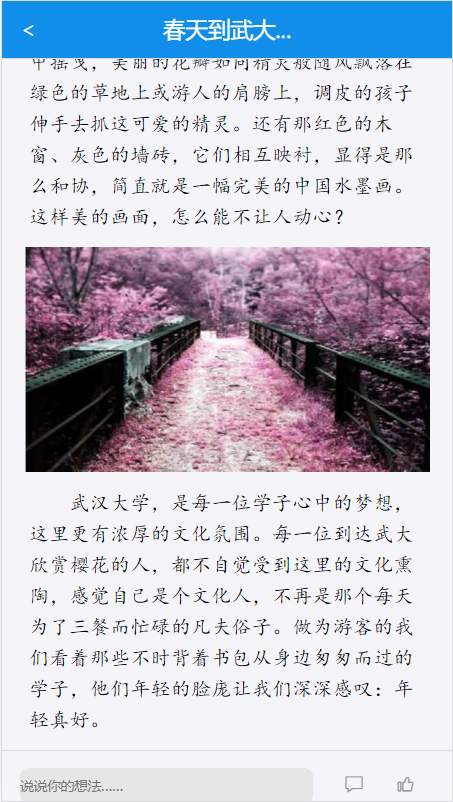 <
春天到武大...
中摇曳，美丽的花瓣如同精灵般随风飘落在
绿色的草地上或游人的肩膀上，调皮的孩子
伸手去抓这可爱的精灵。还有那红色的木
窗、灰色的墙砖，它们相互映衬，显得是那
么和协，简直就是一幅完美的中国水墨画。
这样美的画面，怎么能不让人动心？
武汉大学，是每一位学子心中的梦想，
这里更有浓厚的文化氛围。每一位到达武大
欣赏樱花的人，都不自觉受到这里的文化熏
陶，感觉自己是个文化人，不再是那个每天
为了三餐而忙碌的凡夫俗子。做为游客的我
们看着那些不时背着书包从身边匆匆而过的
学子，他们年轻的脸庞让我们深深感叹：年
轻真好。
说说你的想法......